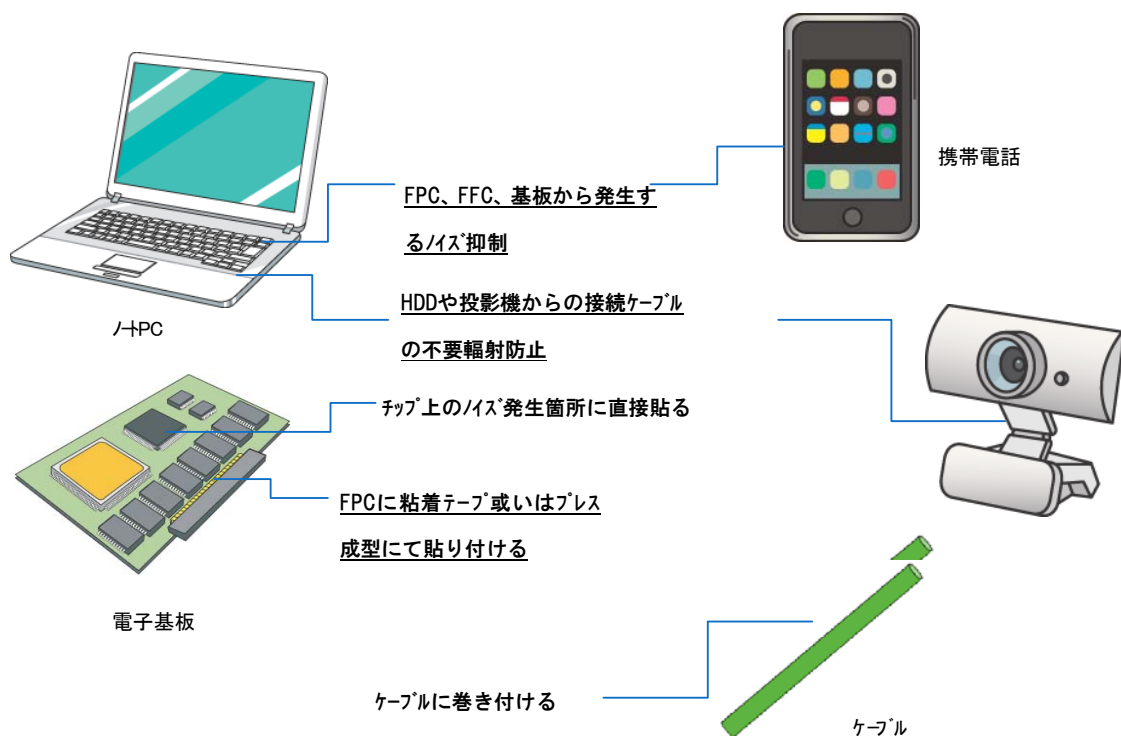 携帯電話
FPC、FFC、基板から発生す
るﾉｲｽﾞ抑制
HDDや投影機からの接続ｹｰﾌﾞﾙ
の不要輻射防止
ﾉｰﾄPC
ﾁｯﾌﾟ上のﾉｲｽﾞ発生箇所に直接貼る
FPCに粘着ﾃｰﾌﾟ或いはﾌﾟﾚｽ
成型にて貼り付ける
電子基板
ｹｰﾌﾞﾙに巻き付ける
ｹｰﾌﾞﾙ